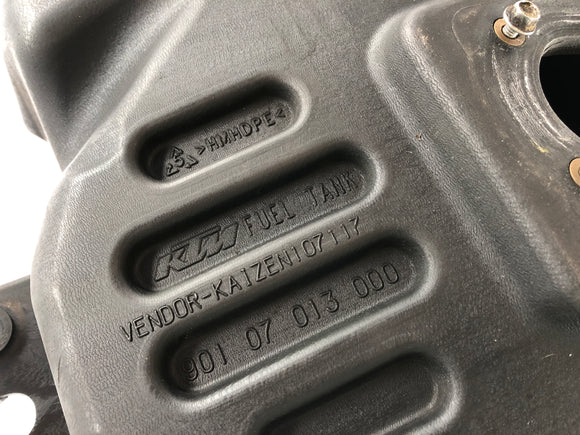 >HMHDPE<
KTM FUEL TANK
VENDOR-KAIZEN107117
901 07 013 000